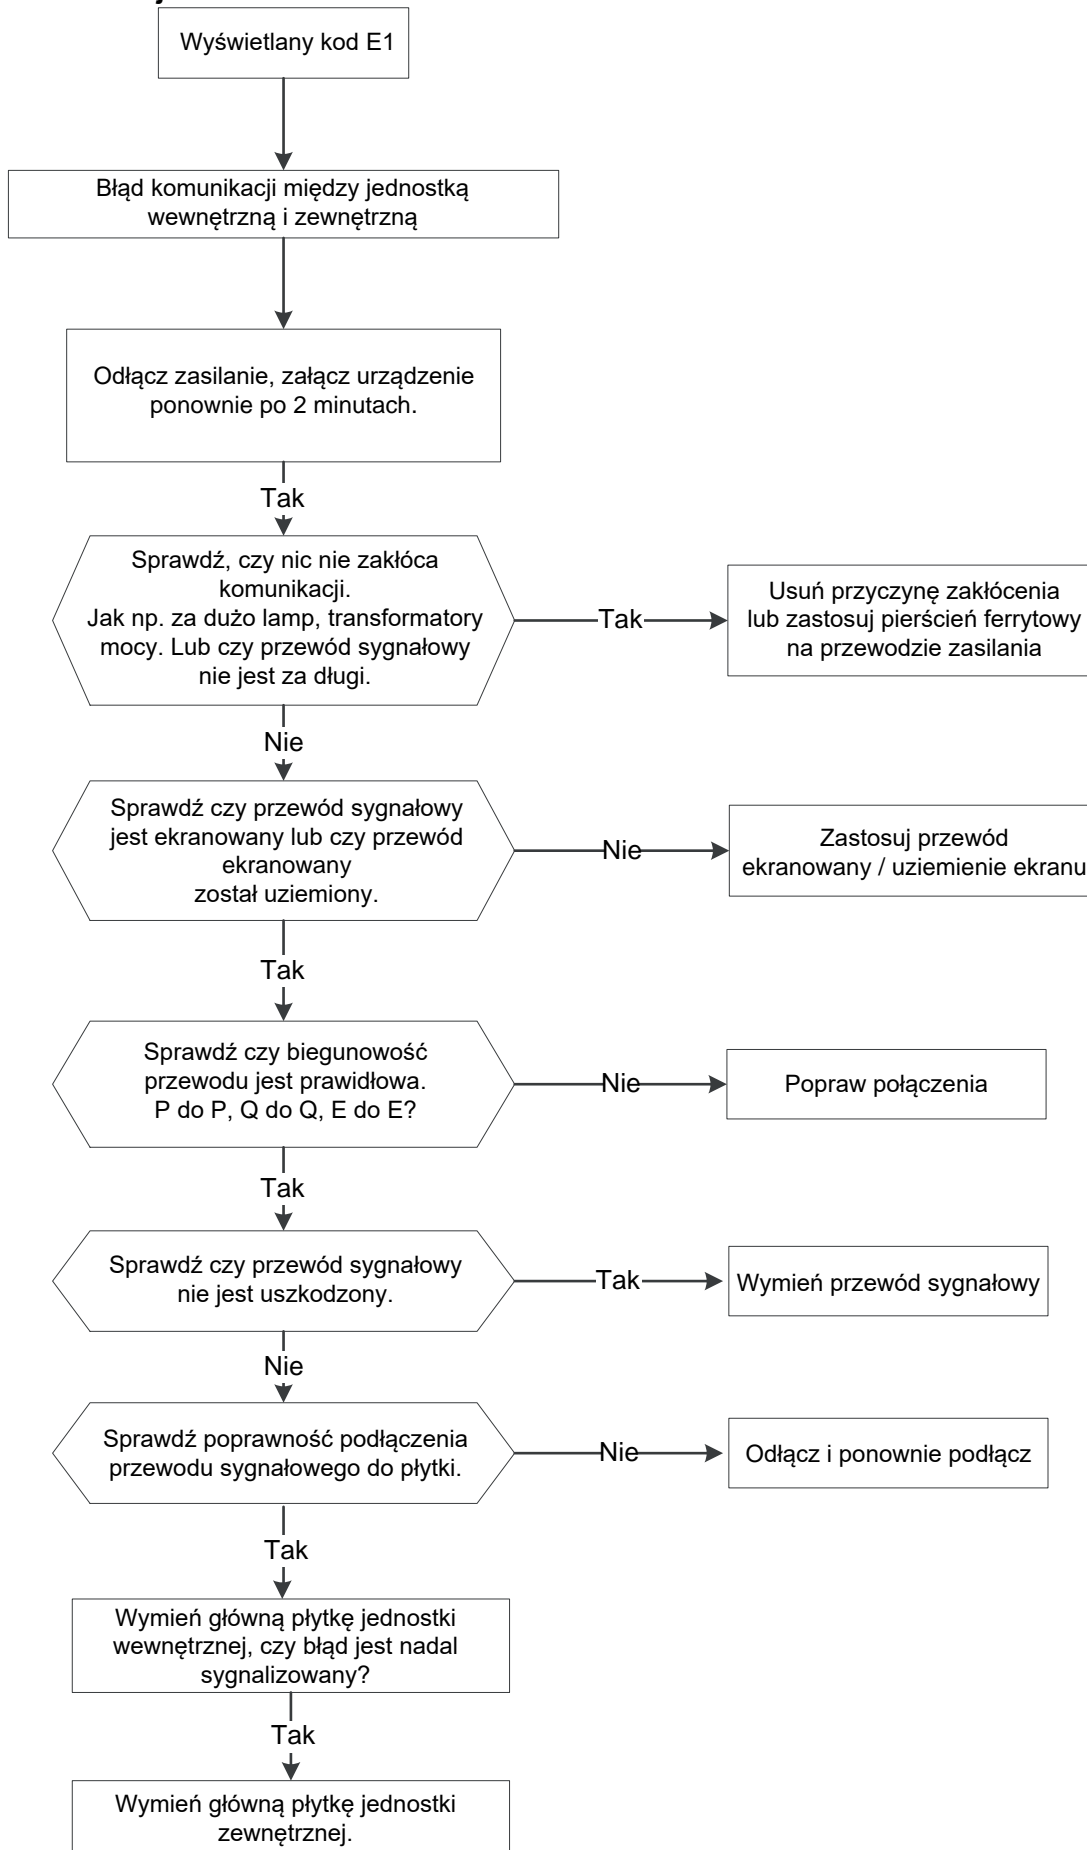 Wyświetlany kod E1
Błąd komunikacji między jednostką
wewnętrzną i zewnętrzną
Odłącz zasilanie, załącz urządzenie
ponownie po 2 minutach.
Tak
Sprawdź, czy nic nie zakłóca
komunikacji.
Jak np. za dużo lamp, transformatory
mocy. Lub czy przewód sygnałowy
nie jest za długi.
Tak
Usuń przyczynę zakłócenia
lub zastosuj pierścień ferrytowy
na przewodzie zasilania
Nie
Sprawdź czy przewód sygnałowy
jest ekranowany lub czy przewód
ekranowany
został uziemiony.
Nie
Zastosuj przewód
ekranowany / uziemienie ekranu
Tak
Sprawdź czy biegunowość
przewodu jest prawidłowa.
P do P, Q do Q, E do E?
Nie
Popraw połączenia
Tak
Sprawdź czy przewód sygnałowy
nie jest uszkodzony.
Tak
Wymień przewód sygnałowy
Nie
Sprawdź poprawność podłączenia
przewodu sygnałowego do płytki.
Nie
Odłącz i ponownie podłącz
Tak
Wymień główną płytkę jednostki
wewnętrznej, czy błąd jest nadal
sygnalizowany?
Tak
Wymień główną płytkę jednostki
zewnętrznej.